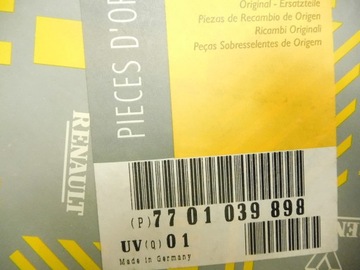 Original - Ersatzteile
Piezas de Recambio de Origen
Ricambi Originali
Peças Sobresselentes de Origem
PIECES D'OR
RENAULT
(P) 77 01 039 898
UV(Q) 01
Made in Germany
REN